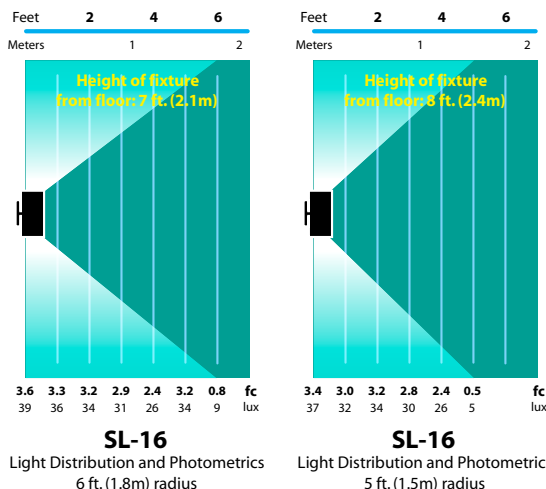 Feet 2 4 6
Meters 1 2
Height of fixture
from floor: 7 ft. (2.1m)
3.6 3.3 3.2 2.9 2.4 3.2 0.8 fc
39 36 34 31 26 34 9 lux
SL-16
Light Distribution and Photometrics
6 ft. (1.8m) radius
Feet 2 4 6
Meters 1 2
Height of fixture
from floor: 8 ft. (2.4m)
3.4 3.0 3.2 2.8 2.4 0.5 fc
37 32 34 30 26 5 lux
SL-16
Light Distribution and Photometric
5 ft. (1.5m) radius